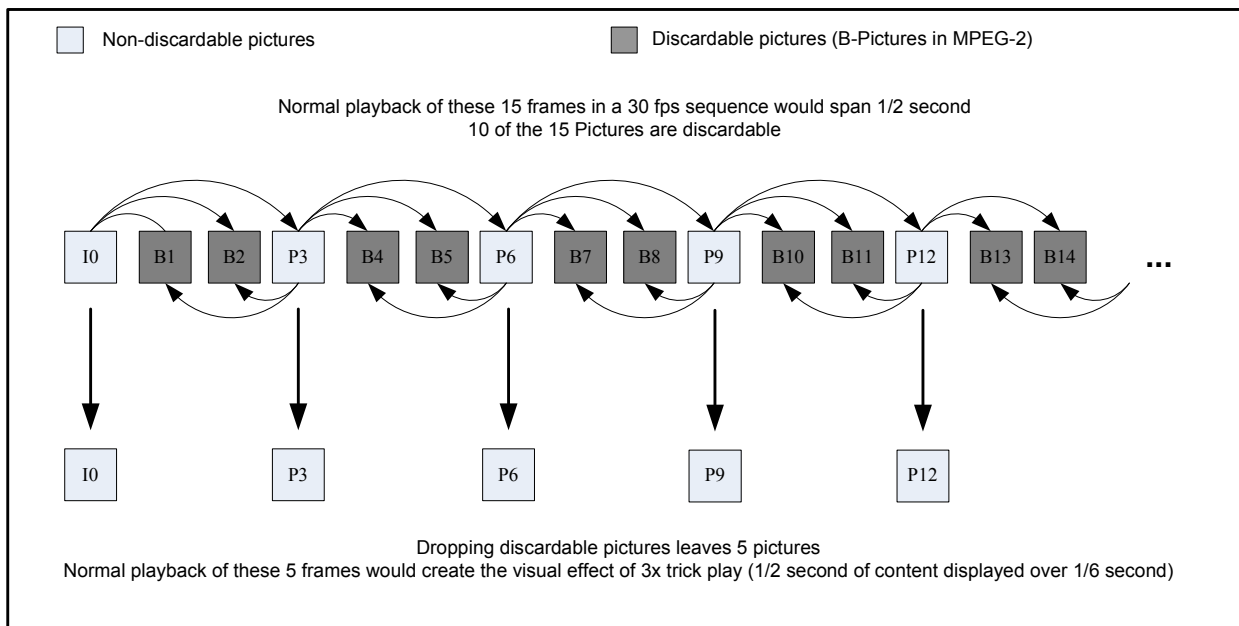 Non-discardable pictures
Discardable pictures (B-Pictures in MPEG-2)
Normal playback of these 15 frames in a 30 fps sequence would span 1/2 second
10 of the 15 Pictures are discardable
I0 B1 B2 P3 B4 B5 P6 B7 B8 P9 B10 B11 P12 B13 B14 ...
I0 P3 P6 P9 P12
Dropping discardable pictures leaves 5 pictures
Normal playback of these 5 frames would create the visual effect of 3x trick play (1/2 second of content displayed over 1/6 second)